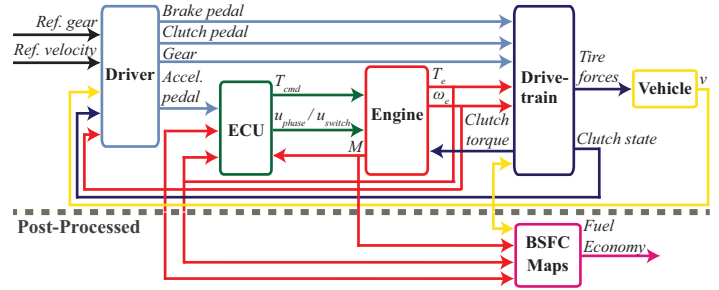 Ref. gear
Ref. velocity
Driver
Brake pedal
Clutch pedal
Gear
Accel.
pedal
ECU
T_cmd
u_phase / u_switch
M
Engine
T_e
ω_e
Clutch
torque
Drive-
train
Tire
forces
Vehicle
v
Clutch state
Post-Processed
BSFC
Maps
Fuel
Economy